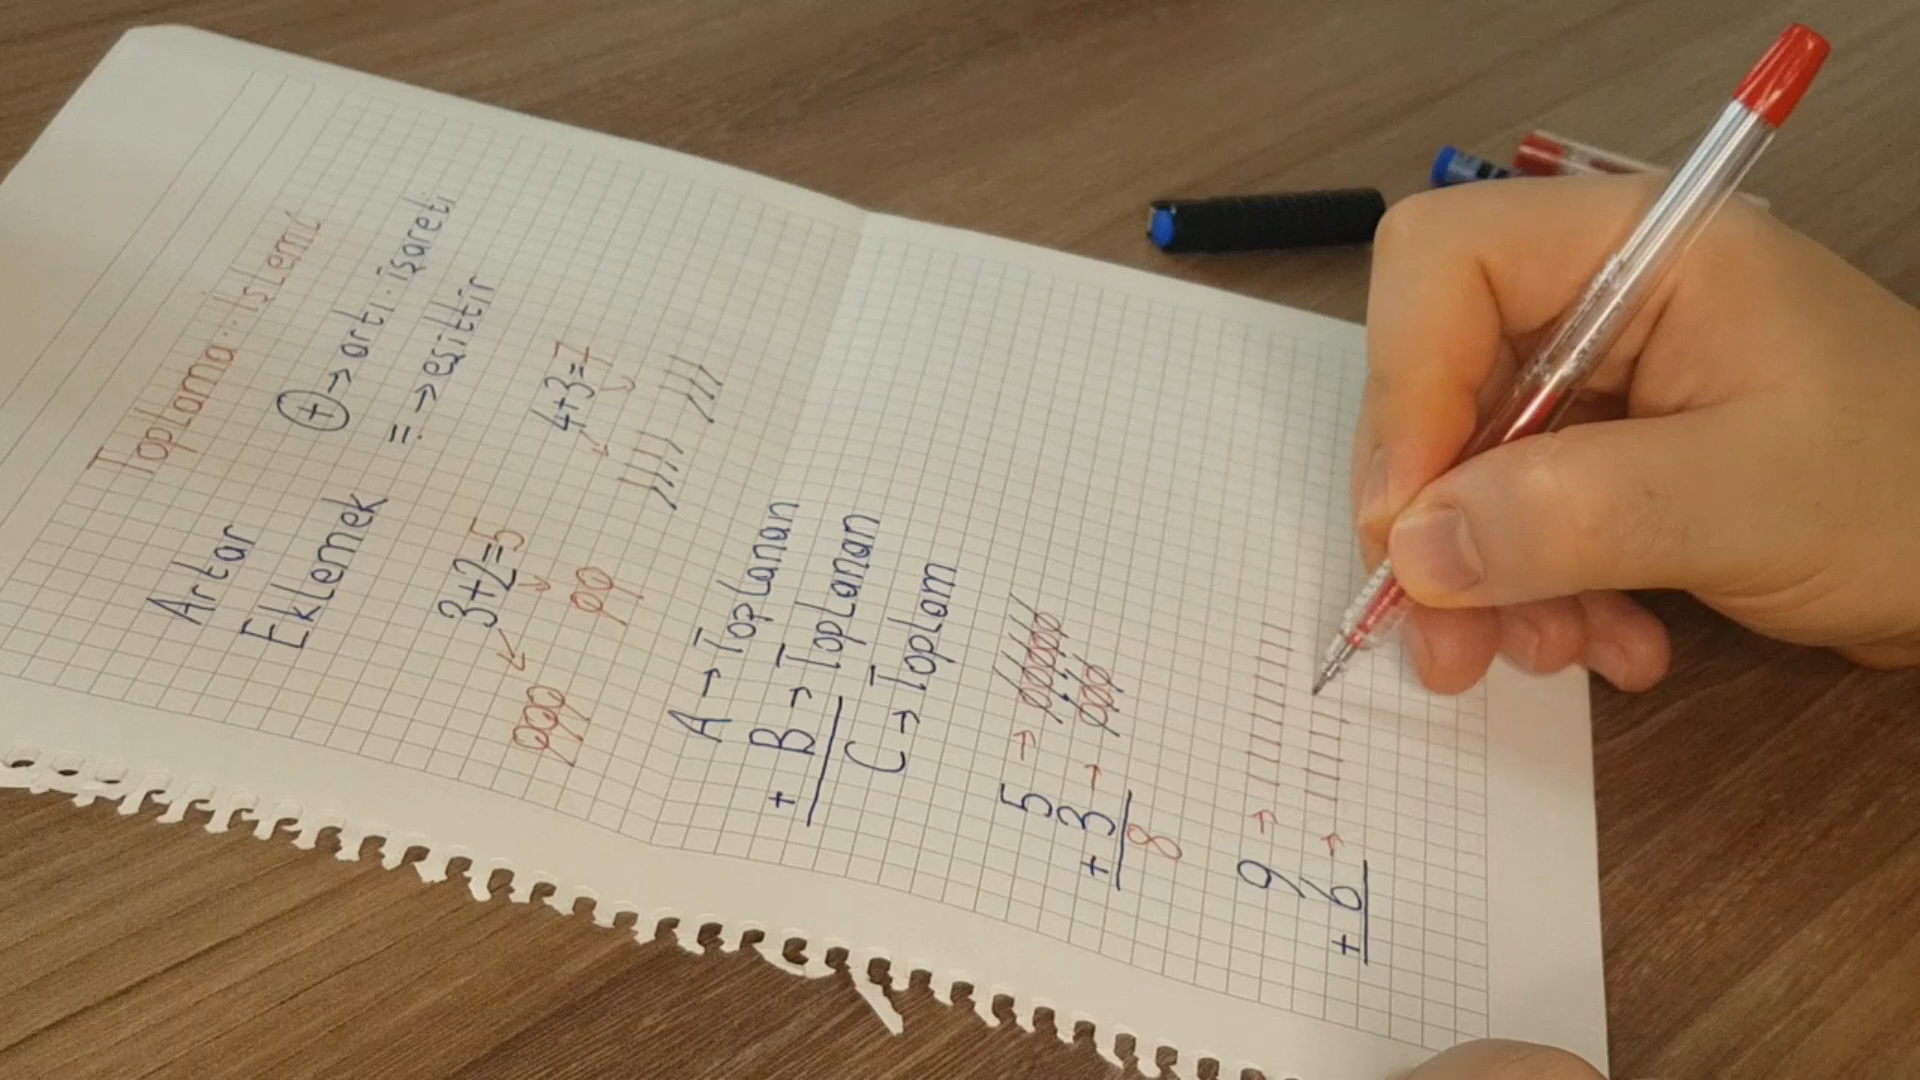 Toplama İşlemi
Artar
+ → artı işareti
Eklemek
= → eşittir
3+2=5
4+3=7
A → Toplanan
+ B → Toplanan
C → Toplam
5 →
+ 3 →
8
9 →
+ 6 →